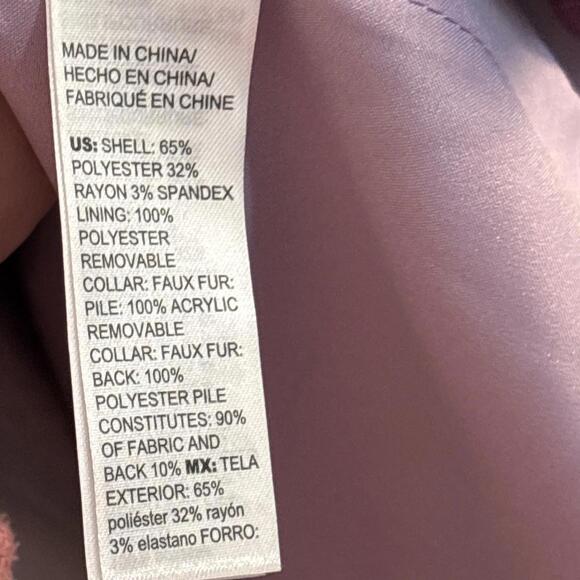 MADE IN CHINA/
HECHO EN CHINA/
FABRIQUÉ EN CHINE
US: SHELL: 65%
POLYESTER 32%
RAYON 3% SPANDEX
LINING: 100%
POLYESTER
REMOVABLE
COLLAR: FAUX FUR:
PILE: 100% ACRYLIC
REMOVABLE
COLLAR: FAUX FUR:
BACK: 100%
POLYESTER PILE
CONSTITUTES: 90%
OF FABRIC AND
BACK 10% MX: TELA
EXTERIOR: 65%
poliéster 32% rayón
3% elastano FORRO: